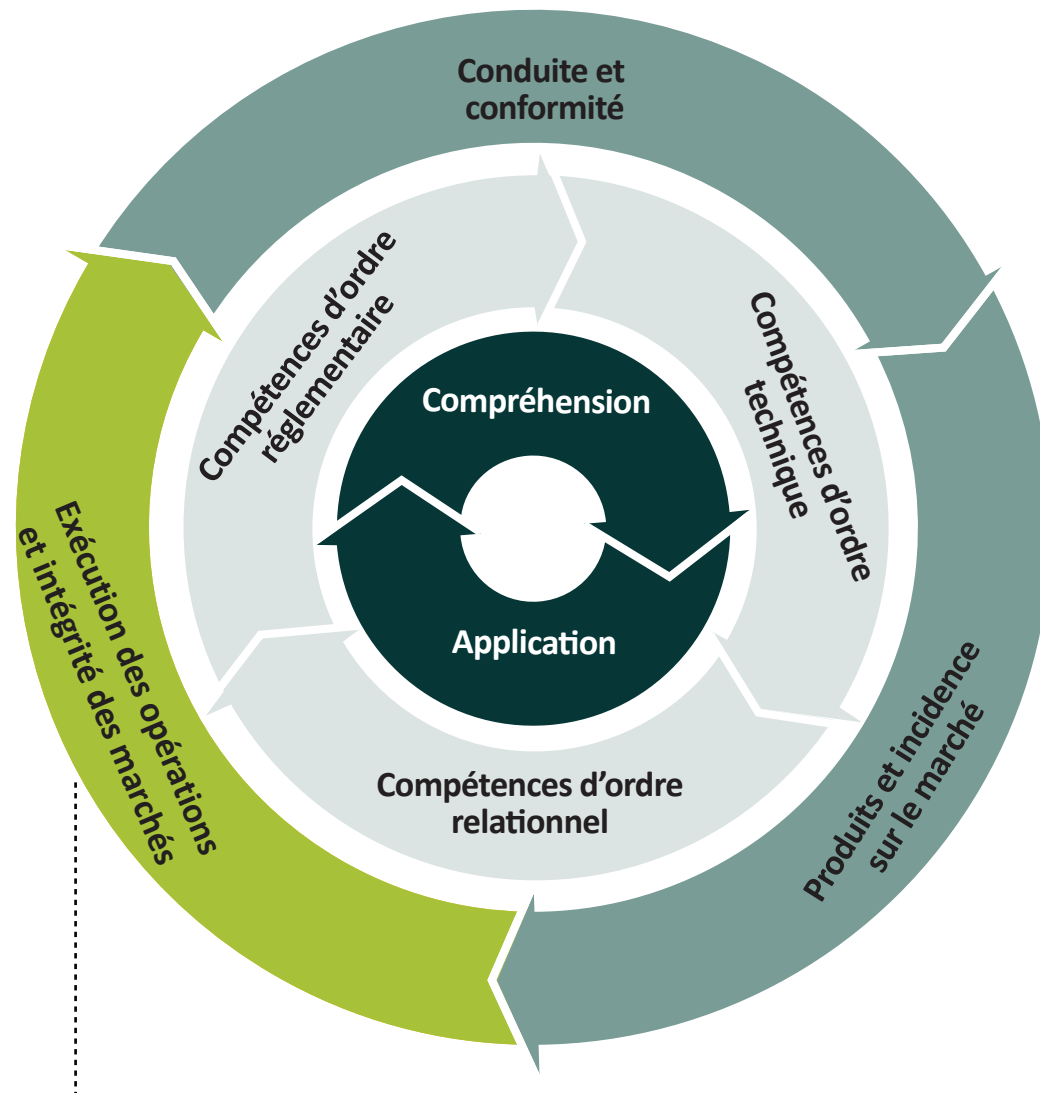 Conduite et
conformité
Compétences d'ordre
réglementaire
Compétences d'ordre
technique
Compréhension
Application
Compétences d'ordre
relationnel
Exécution des opérations
et intégrité des marchés
Produits et incidence
sur le marché